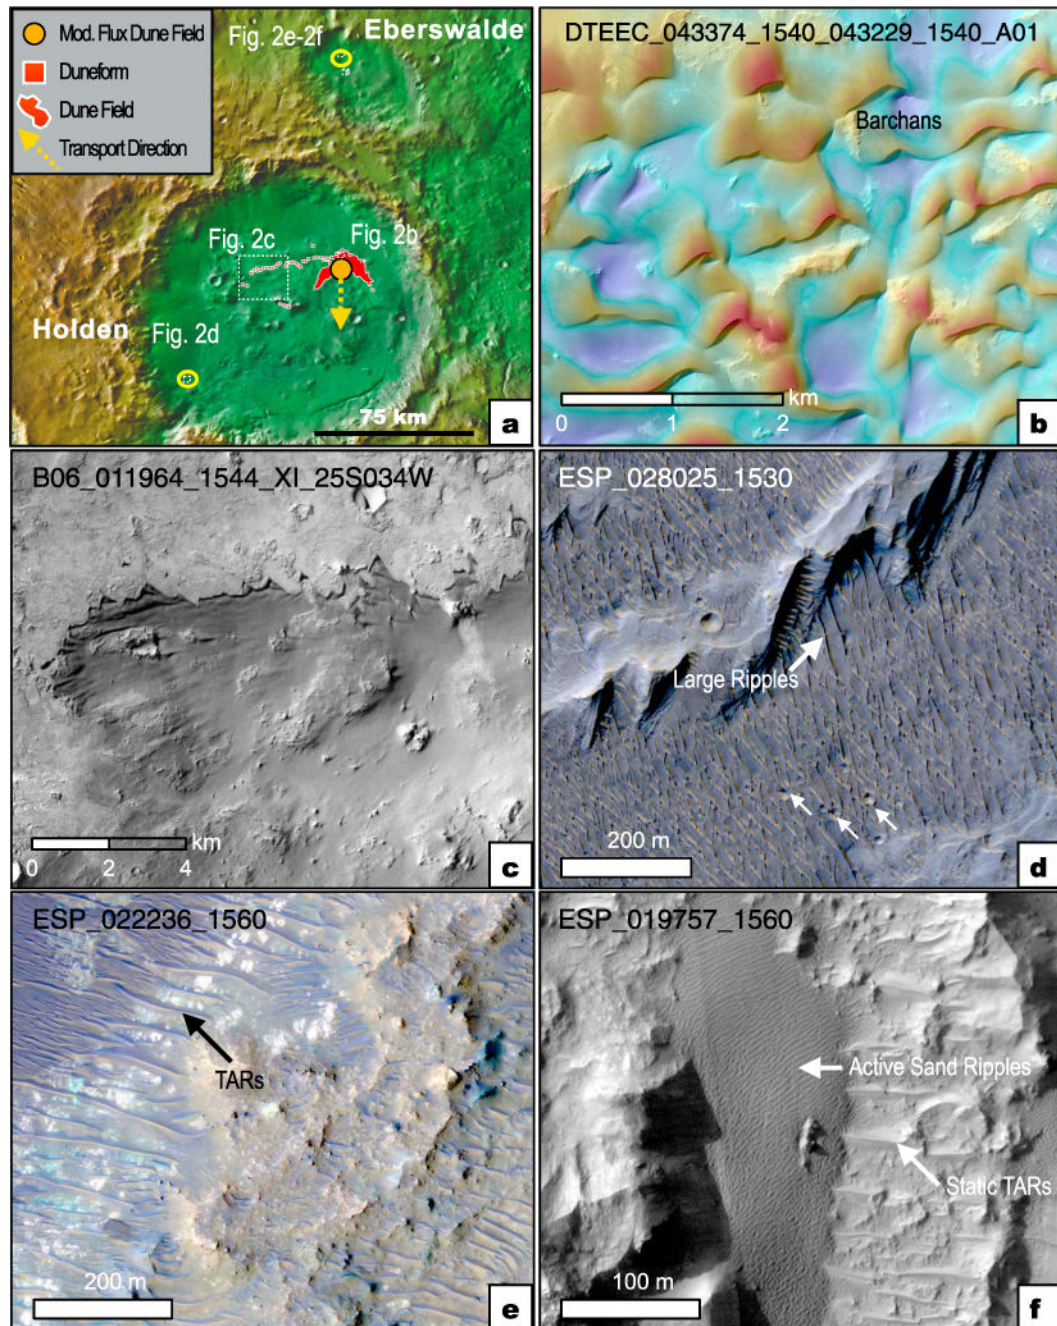 Mod. Flux Dune Field
Duneform
Dune Field
Transport Direction
Fig. 2e-2f
Eberswalde
Fig. 2c
Fig. 2b
Holden
Fig. 2d
75 km
a
DTEEC_043374_1540_043229_1540_A01
Barchans
km
0 1 2
b
B06_011964_1544_XI_25S034W
km
0 2 4
c
ESP_028025_1530
Large Ripples
200 m
d
ESP_022236_1560
TARs
200 m
e
ESP_019757_1560
Active Sand Ripples
Static TARs
100 m
f